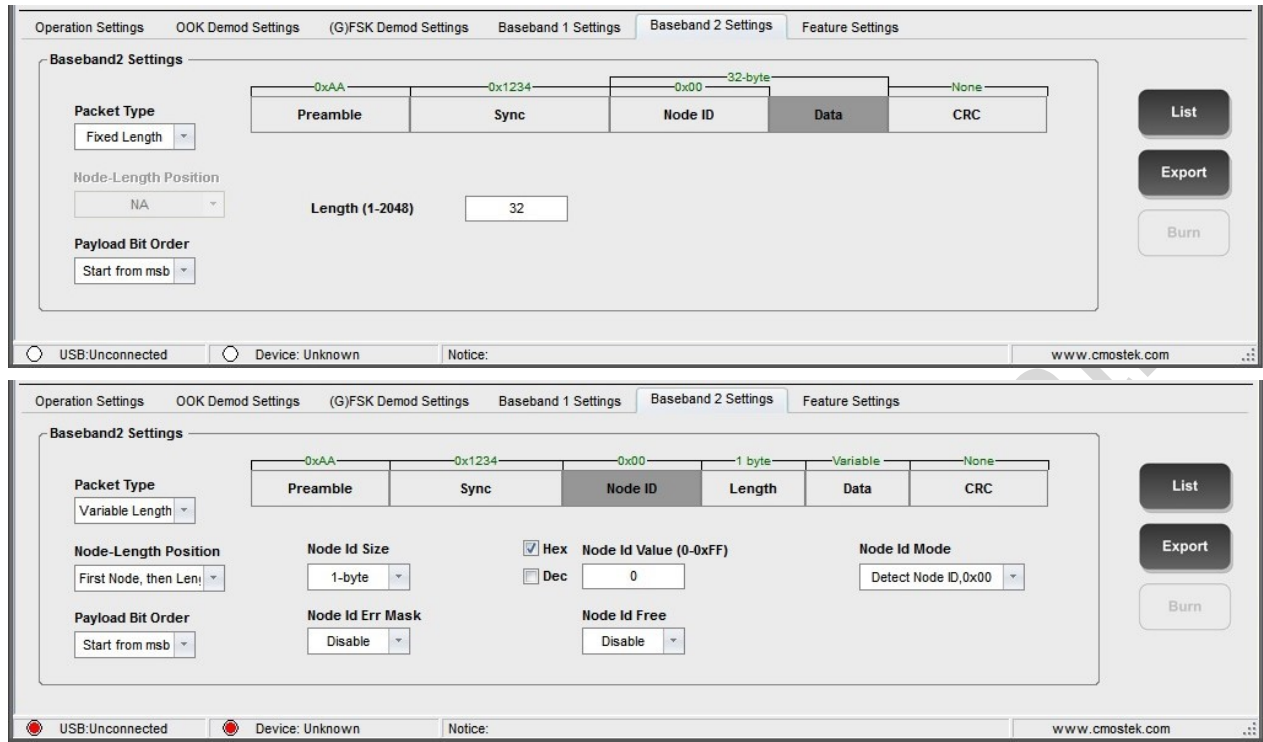 Operation Settings OOK Demod Settings (G)FSK Demod Settings Baseband 1 Settings Baseband 2 Settings Feature Settings
Baseband2 Settings
32-byte
0xAA 0x1234 0x00 None
Packet Type Preamble Sync Node ID Data CRC
List
Fixed Length
Export
Node-Length Position
NA Length (1-2048) 32
Burn
Payload Bit Order
Start from msb
USB:Unconnected Device: Unknown Notice: www.cmostek.com
Operation Settings OOK Demod Settings (G)FSK Demod Settings Baseband 1 Settings Baseband 2 Settings Feature Settings
Baseband2 Settings
0xAA 0x1234 0x00 1 byte Variable None
Packet Type Preamble Sync Node ID Length Data CRC
List
Variable Length
Node-Length Position Node Id Size Hex Node Id Value (0-0xFF) Node Id Mode
Export
First Node, then Len 1-byte Dec 0 Detect Node ID,0x00
Burn
Payload Bit Order Node Id Err Mask Node Id Free
Start from msb Disable Disable
USB:Unconnected Device: Unknown Notice: www.cmostek.com